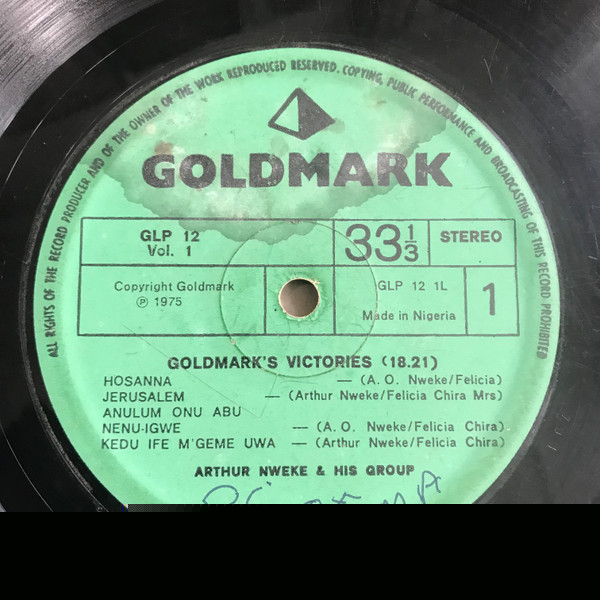 ALL RIGHTS OF THE RECORD PRODUCER AND OF THE OWNER OF THE WORK REPRODUCED RESERVED. COPYING, PUBLIC PERFORMANCE AND BROADCASTING OF THIS RECORD PROHIBITED
GOLDMARK
GLP 12
Vol. 1
33 1/3
STEREO
Copyright Goldmark
℗ 1975
GLP 12 1L
Made in Nigeria
1
GOLDMARK'S VICTORIES (18.21)
HOSANNA — (A. O. Nweke/Felicia)
JERUSALEM — (Arthur Nweke/Felicia Chira Mrs)
ANULUM ONU ABU
NENU-IGWE — (A. O. Nweke/Felicia Chira)
KEDU IFE M'GEME UWA — (Arthur Nweke/Felicia Chira)
ARTHUR NWEKE & HIS GROUP